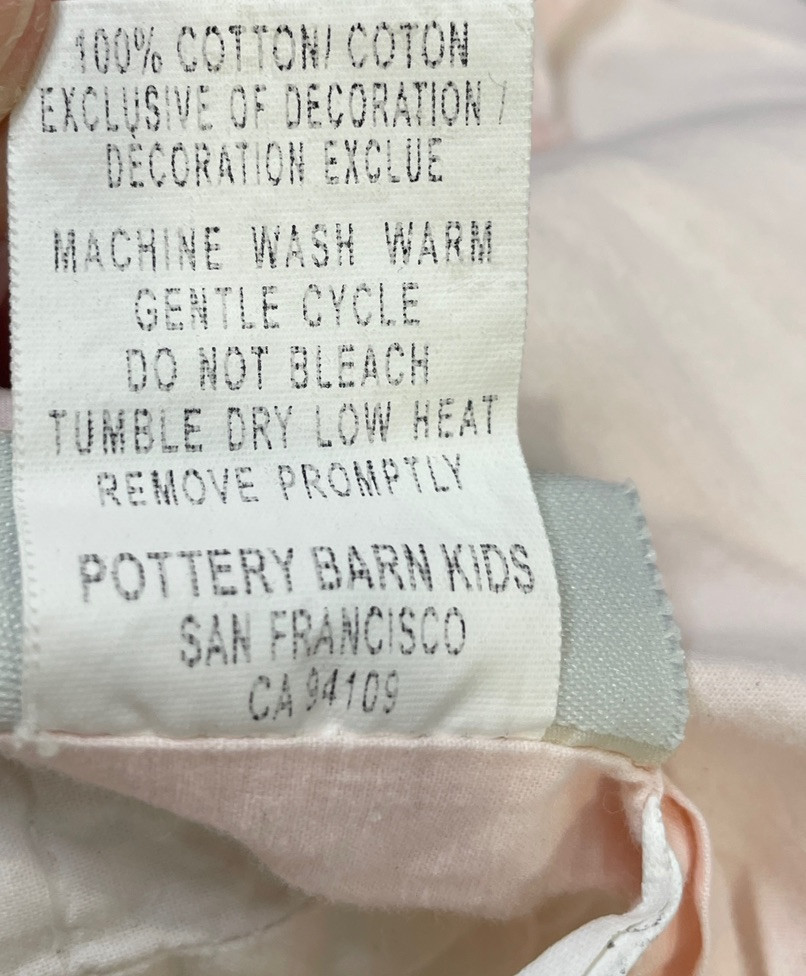 100% COTTON/ COTON
EXCLUSIVE OF DECORATION /
DECORATION EXCLUE
MACHINE WASH WARM
GENTLE CYCLE
DO NOT BLEACH
TUMBLE DRY LOW HEAT
REMOVE PROMPTLY
POTTERY BARN KIDS
SAN FRANCISCO
CA 94109